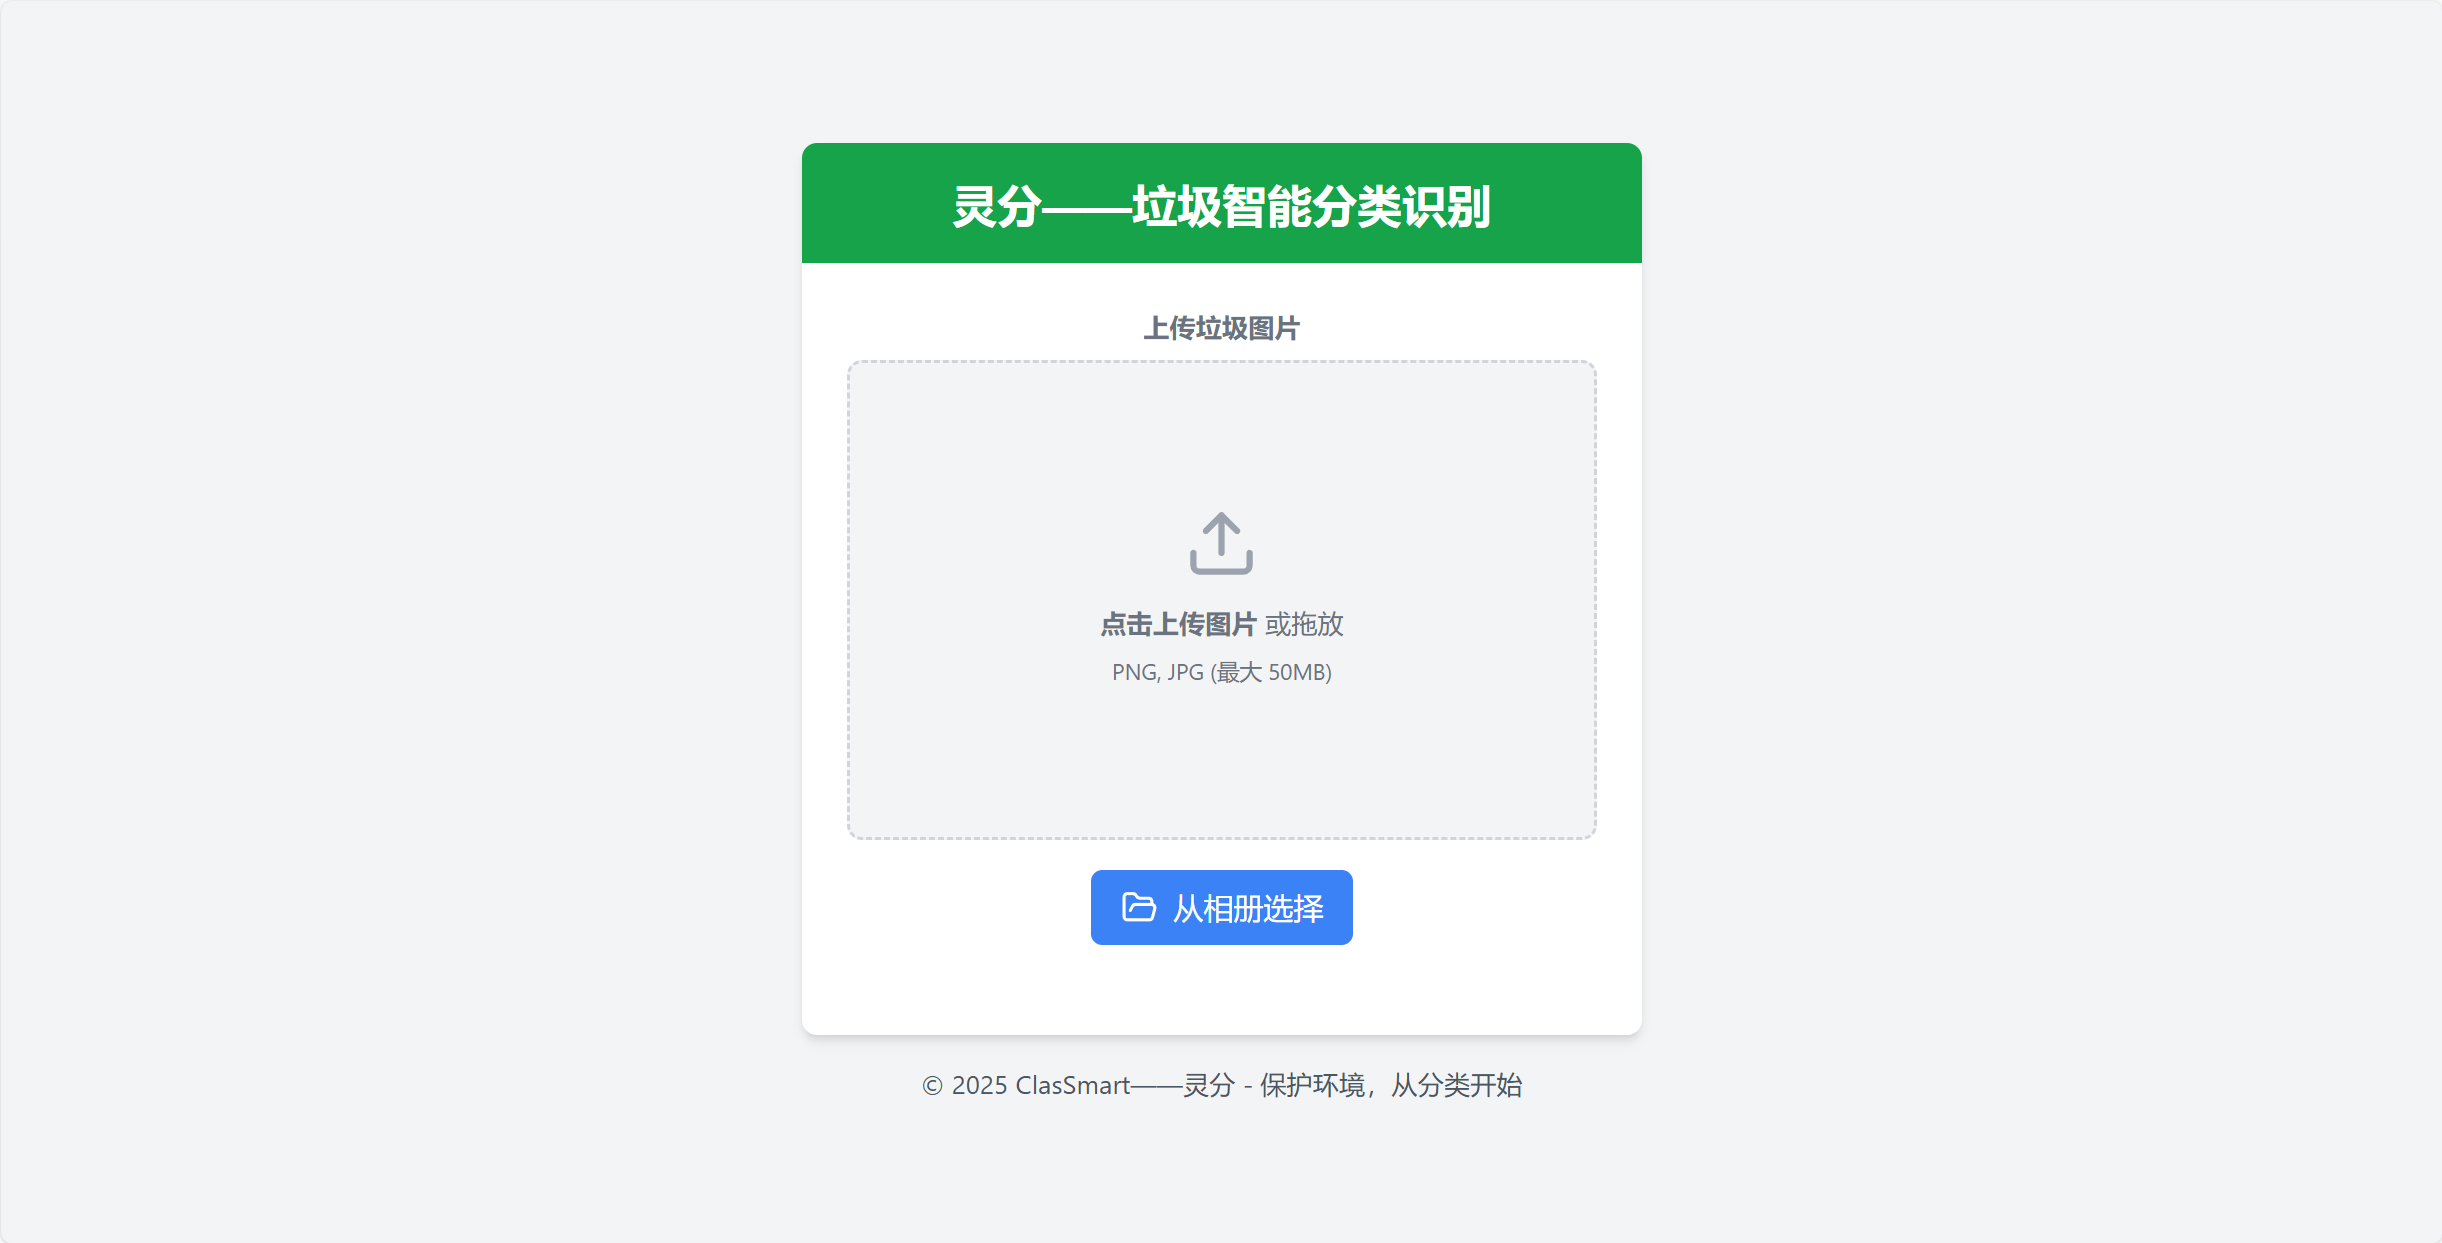 灵分——垃圾智能分类识别
上传垃圾图片
点击上传图片 或拖放
PNG, JPG (最大 50MB)
从相册选择
© 2025 ClasSmart——灵分 - 保护环境，从分类开始